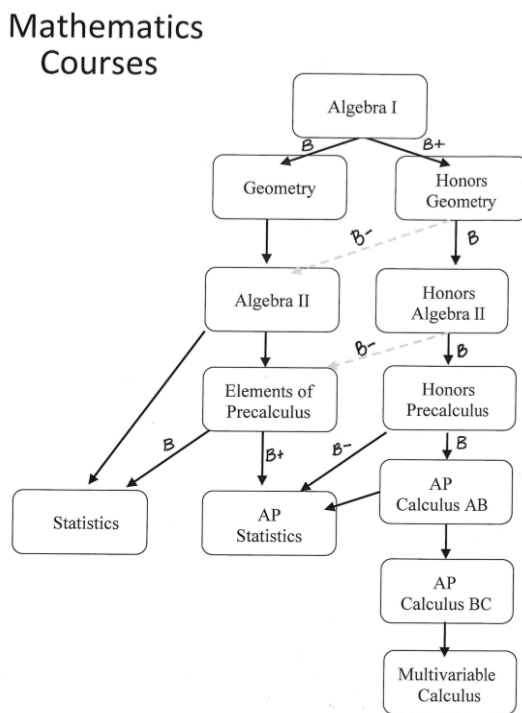 Mathematics
Courses
Algebra I
B
B+
Geometry
Honors
Geometry
B-
B
Algebra II
Honors
Algebra II
B-
B
Elements of
Precalculus
Honors
Precalculus
B
B+
B-
B
Statistics
AP
Statistics
AP
Calculus AB
AP
Calculus BC
Multivariable
Calculus